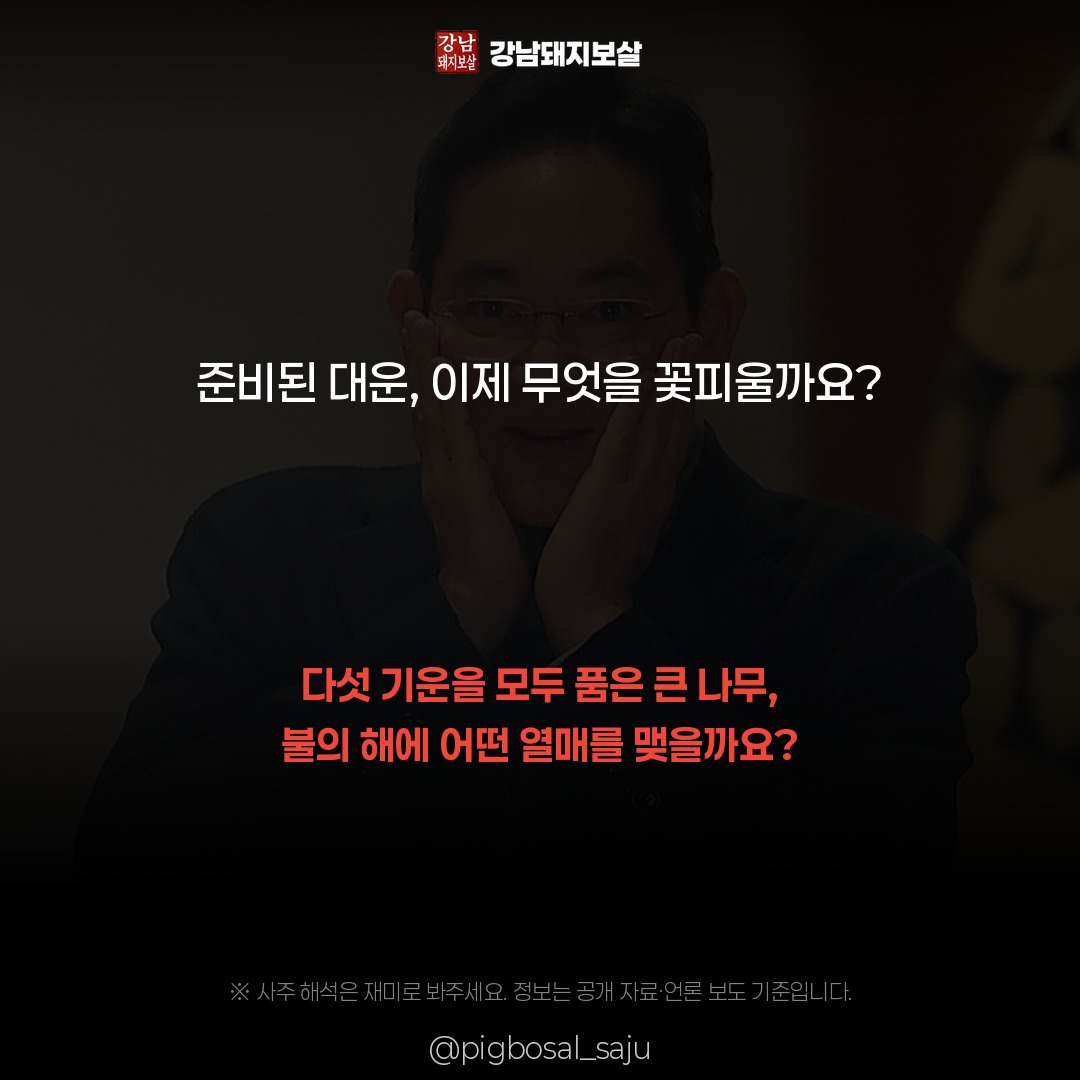 강남
돼지보살
강남돼지보살
준비된 대운, 이제 무엇을 꽃피울까요?
다섯 기운을 모두 품은 큰 나무,
불의 해에 어떤 열매를 맺을까요?
※ 사주 해석은 재미로 봐주세요. 정보는 공개 자료·언론 보도 기준입니다.
@pigbosal_saju